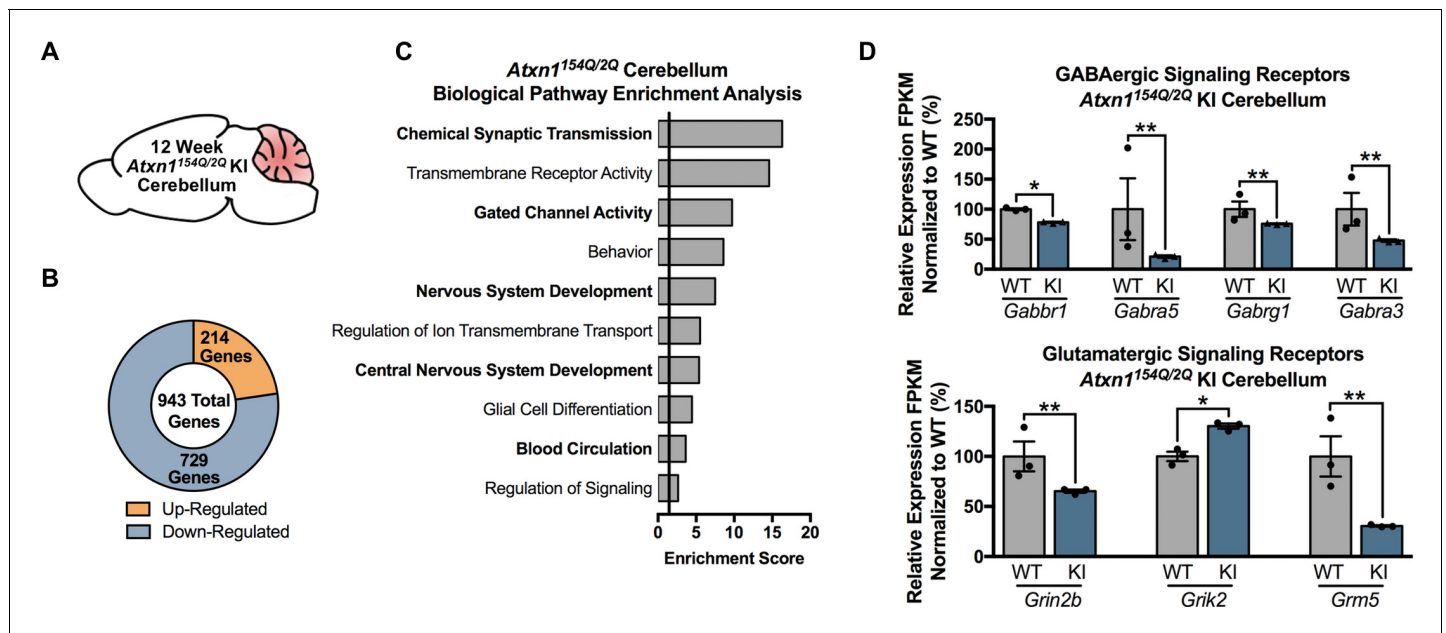 A
12 Week
Atxn1154Q/2Q KI
Cerebellum
B
214
Genes
943 Total
Genes
729
Genes
Up-Regulated
Down-Regulated
C
Atxn1154Q/2Q Cerebellum
Biological Pathway Enrichment Analysis
Chemical Synaptic Transmission
Transmembrane Receptor Activity
Gated Channel Activity
Behavior
Nervous System Development
Regulation of Ion Transmembrane Transport
Central Nervous System Development
Glial Cell Differentiation
Blood Circulation
Regulation of Signaling
0 5 10 15 20
Enrichment Score
D
GABAergic Signaling Receptors
Atxn1154Q/2Q KI Cerebellum
Relative Expression FPKM
Normalized to WT (%)
250
200
150
100
50
0
* ** ** **
WT KI WT KI WT KI WT KI
Gabbr1 Gabra5 Gabrg1 Gabra3
Glutamatergic Signaling Receptors
Atxn1154Q/2Q KI Cerebellum
Relative Expression FPKM
Normalized to WT (%)
150
100
50
0
** * **
WT KI WT KI WT KI
Grin2b Grik2 Grm5